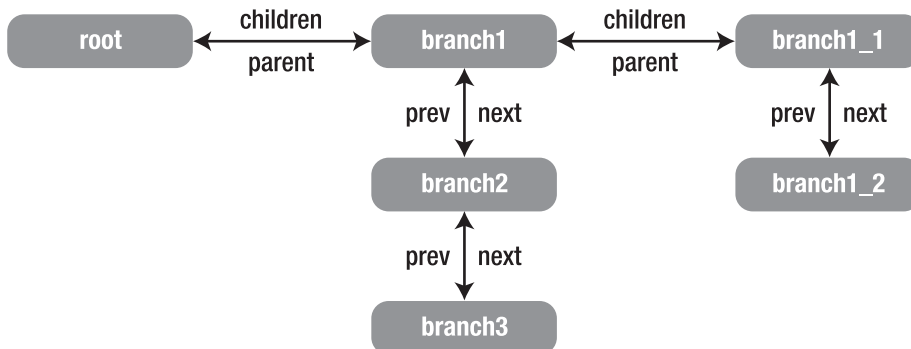 children children
root branch1 branch1_1
parent parent
prev next prev next
branch2 branch1_2
prev next
branch3